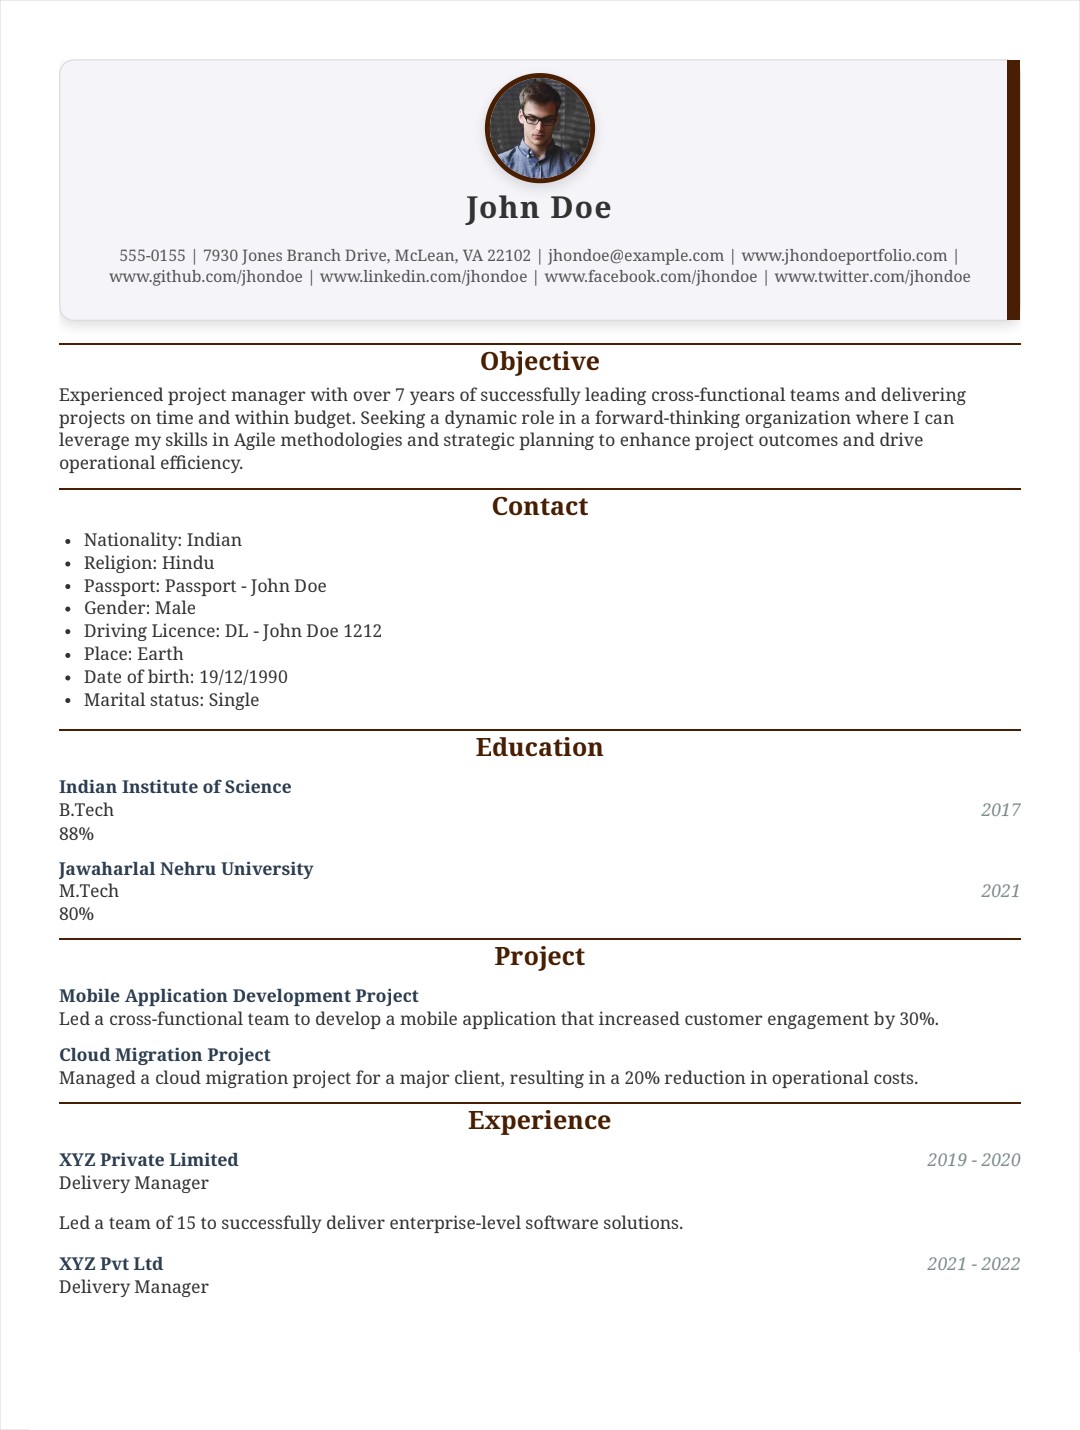 John Doe
555-0155 | 7930 Jones Branch Drive, McLean, VA 22102 | jhondoe@example.com | www.jhondoeportfolio.com |
www.github.com/jhondoe | www.linkedin.com/jhondoe | www.facebook.com/jhondoe | www.twitter.com/jhondoe
Objective
Experienced project manager with over 7 years of successfully leading cross-functional teams and delivering
projects on time and within budget. Seeking a dynamic role in a forward-thinking organization where I can
leverage my skills in Agile methodologies and strategic planning to enhance project outcomes and drive
operational efficiency.
Contact
• Nationality: Indian
• Religion: Hindu
• Passport: Passport - John Doe
• Gender: Male
• Driving Licence: DL - John Doe 1212
• Place: Earth
• Date of birth: 19/12/1990
• Marital status: Single
Education
Indian Institute of Science
B.Tech 2017
88%
Jawaharlal Nehru University
M.Tech 2021
80%
Project
Mobile Application Development Project
Led a cross-functional team to develop a mobile application that increased customer engagement by 30%.
Cloud Migration Project
Managed a cloud migration project for a major client, resulting in a 20% reduction in operational costs.
Experience
XYZ Private Limited 2019 - 2020
Delivery Manager
Led a team of 15 to successfully deliver enterprise-level software solutions.
XYZ Pvt Ltd 2021 - 2022
Delivery Manager